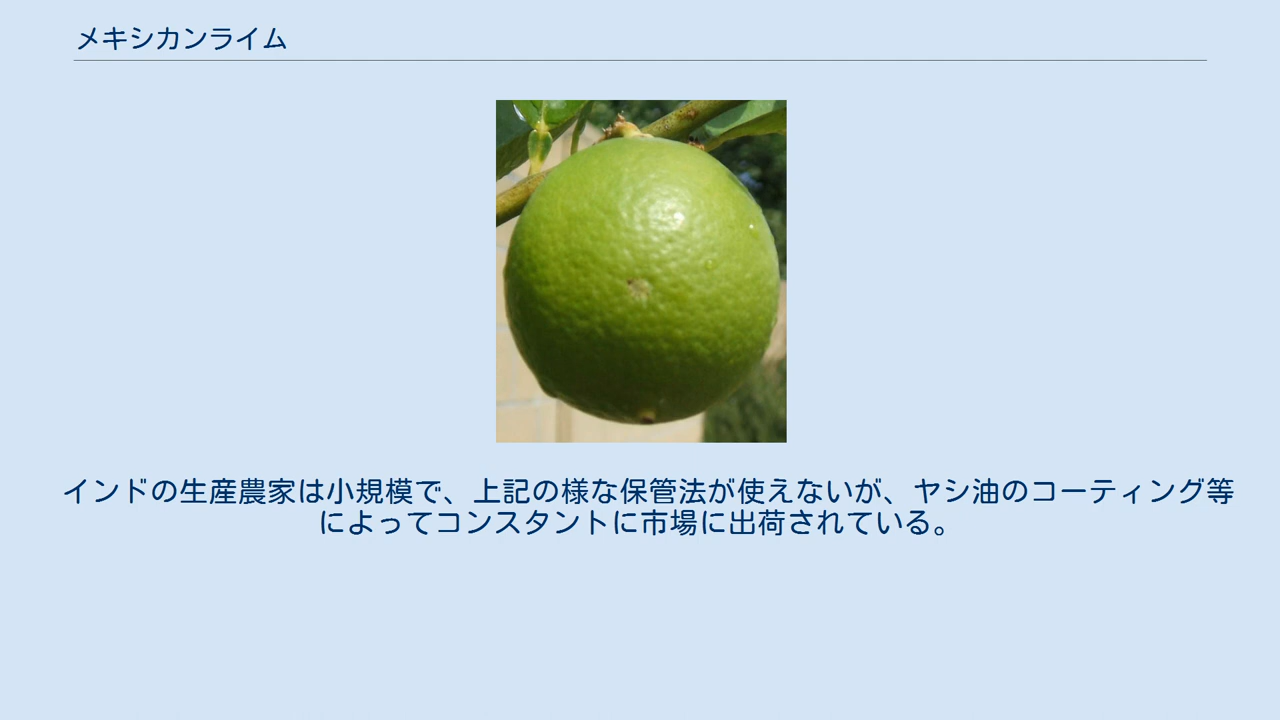 メキシカンライム
インドの生産農家は小規模で、上記の様な保管法が使えないが、ヤシ油のコーティング等
によってコンスタントに市場に出荷されている。